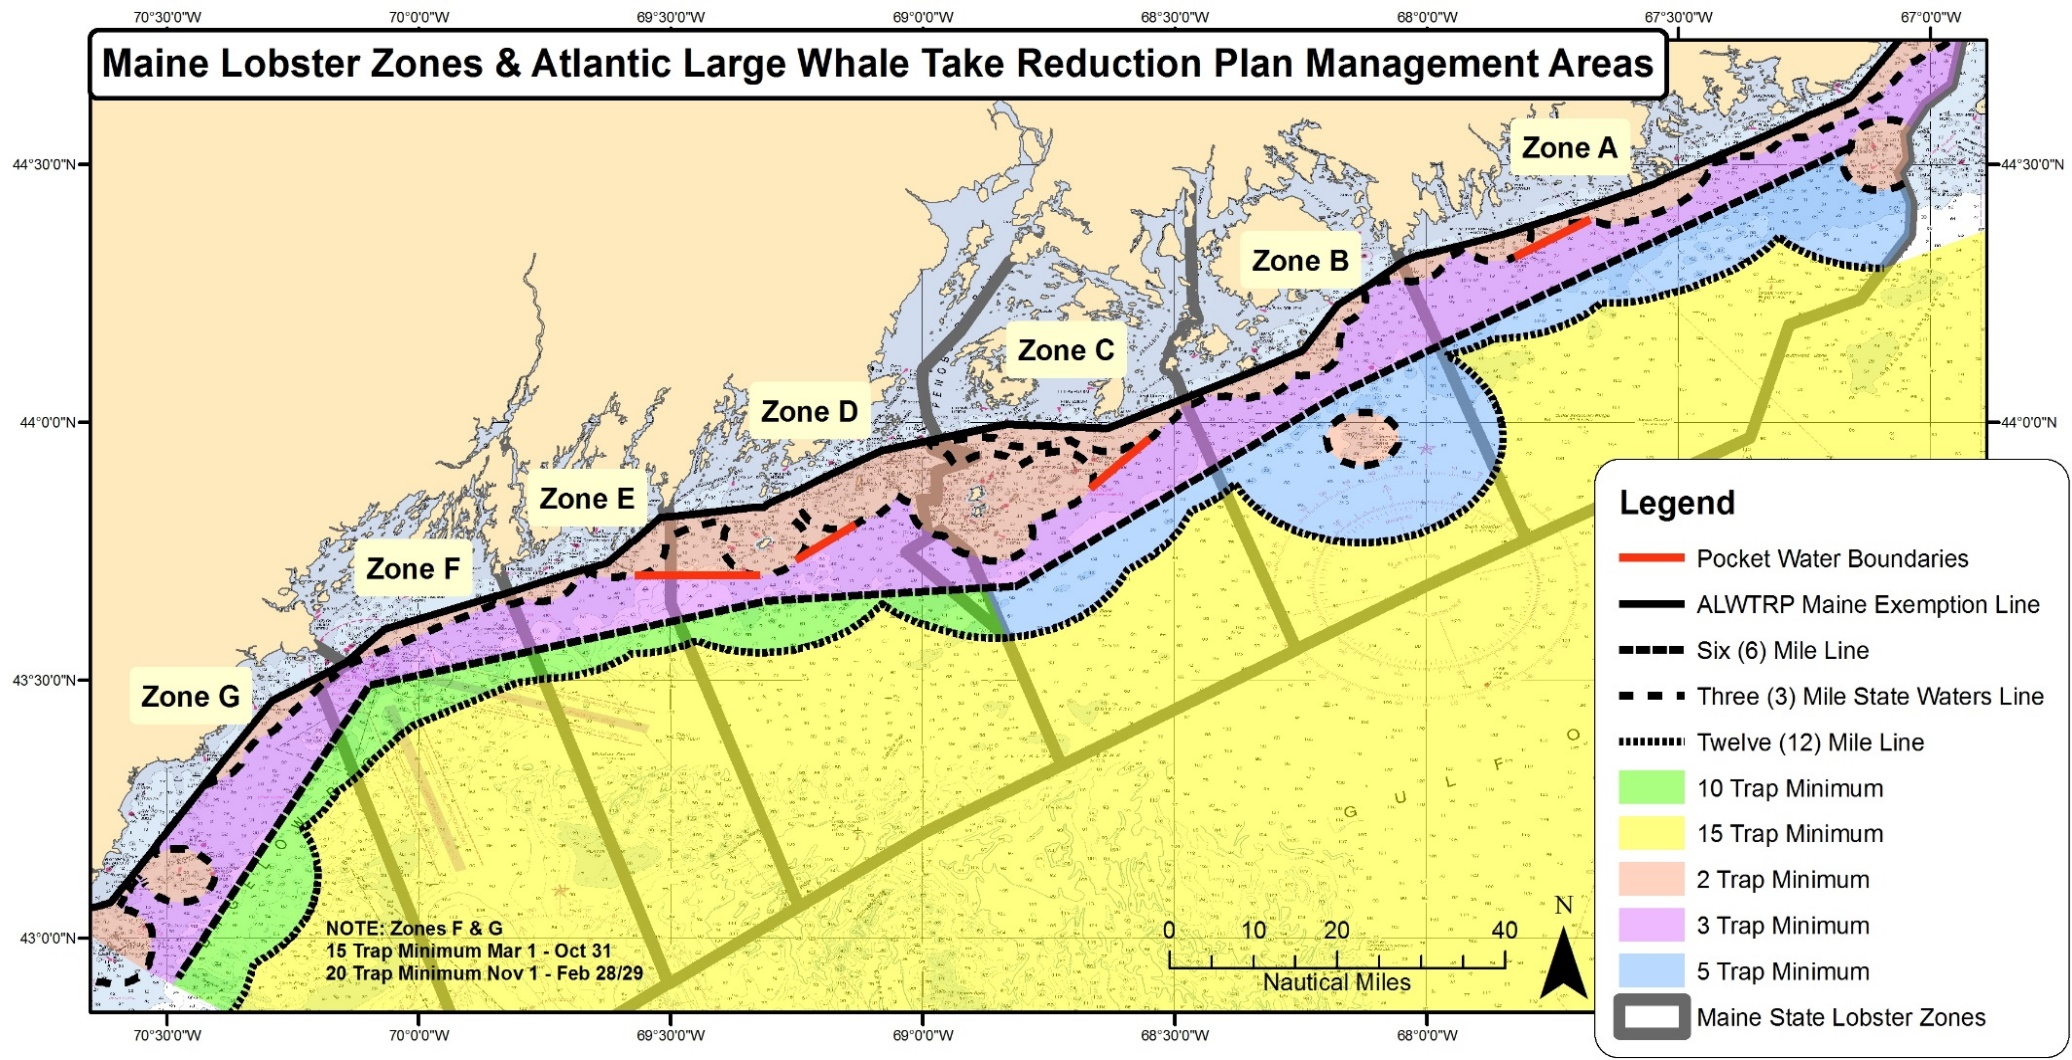 70°30'0"W 70°0'0"W 69°30'0"W 69°0'0"W 68°30'0"W 68°0'0"W 67°30'0"W 67°0'0"W
Maine Lobster Zones & Atlantic Large Whale Take Reduction Plan Management Areas
44°30'0"N
44°30'0"N
Zone A
Zone B
Zone C
Zone D
44°0'0"N
44°0'0"N
Zone E
Zone F
Zone G
43°30'0"N
43°0'0"N
G U L F O
NOTE: Zones F & G
15 Trap Minimum Mar 1 - Oct 31
20 Trap Minimum Nov 1 - Feb 28/29
0 10 20 40
Nautical Miles
N
Legend
Pocket Water Boundaries
ALWTRP Maine Exemption Line
Six (6) Mile Line
Three (3) Mile State Waters Line
Twelve (12) Mile Line
10 Trap Minimum
15 Trap Minimum
2 Trap Minimum
3 Trap Minimum
5 Trap Minimum
Maine State Lobster Zones
70°30'0"W 70°0'0"W 69°30'0"W 69°0'0"W 68°30'0"W 68°0'0"W